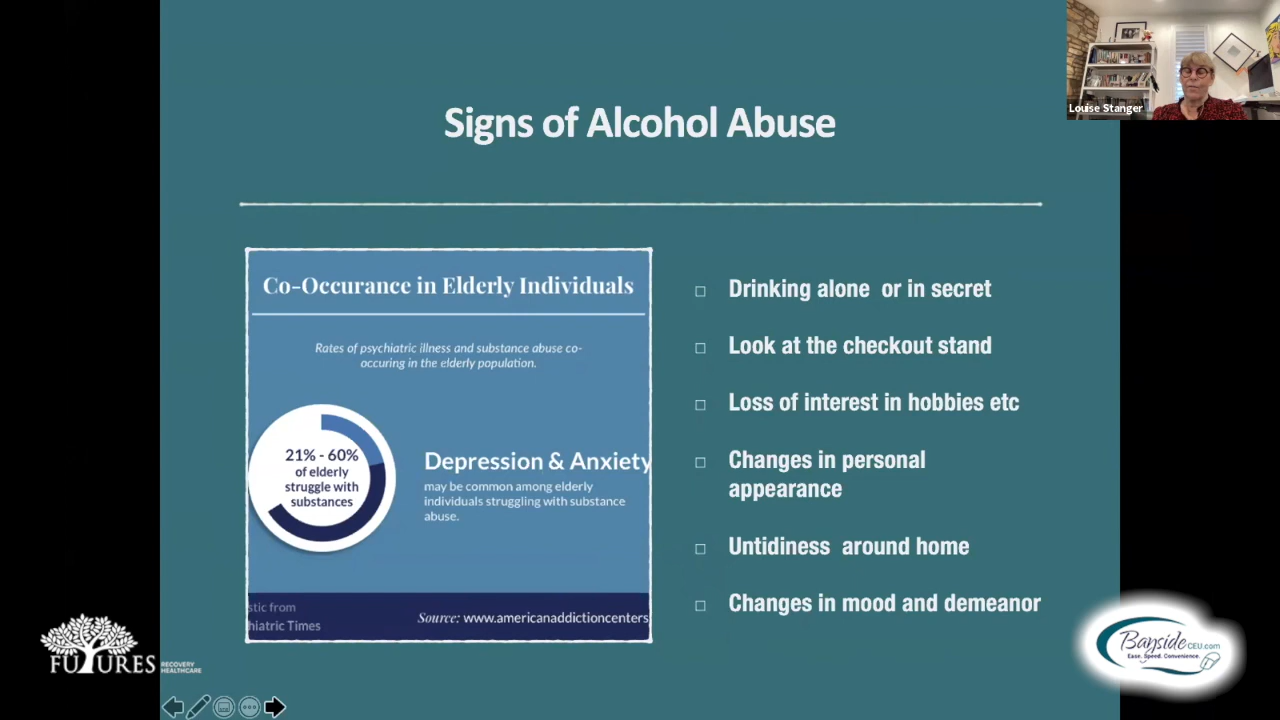 Louise Stanger
Signs of Alcohol Abuse
Co-Occurance in Elderly Individuals
Rates of psychiatric illness and substance abuse co-
occuring in the elderly population.
21% - 60%
of elderly
struggle with
substances
Depression & Anxiety
may be common among elderly
individuals struggling with substance
abuse.
stic from
hiatric Times
Source: www.americanaddictioncenters
Drinking alone or in secret
Look at the checkout stand
Loss of interest in hobbies etc
Changes in personal
appearance
Untidiness around home
Changes in mood and demeanor
FUTURES
RECOVERY
HEALTHCARE
BaysideCEU.com
Ease. Speed. Convenience.